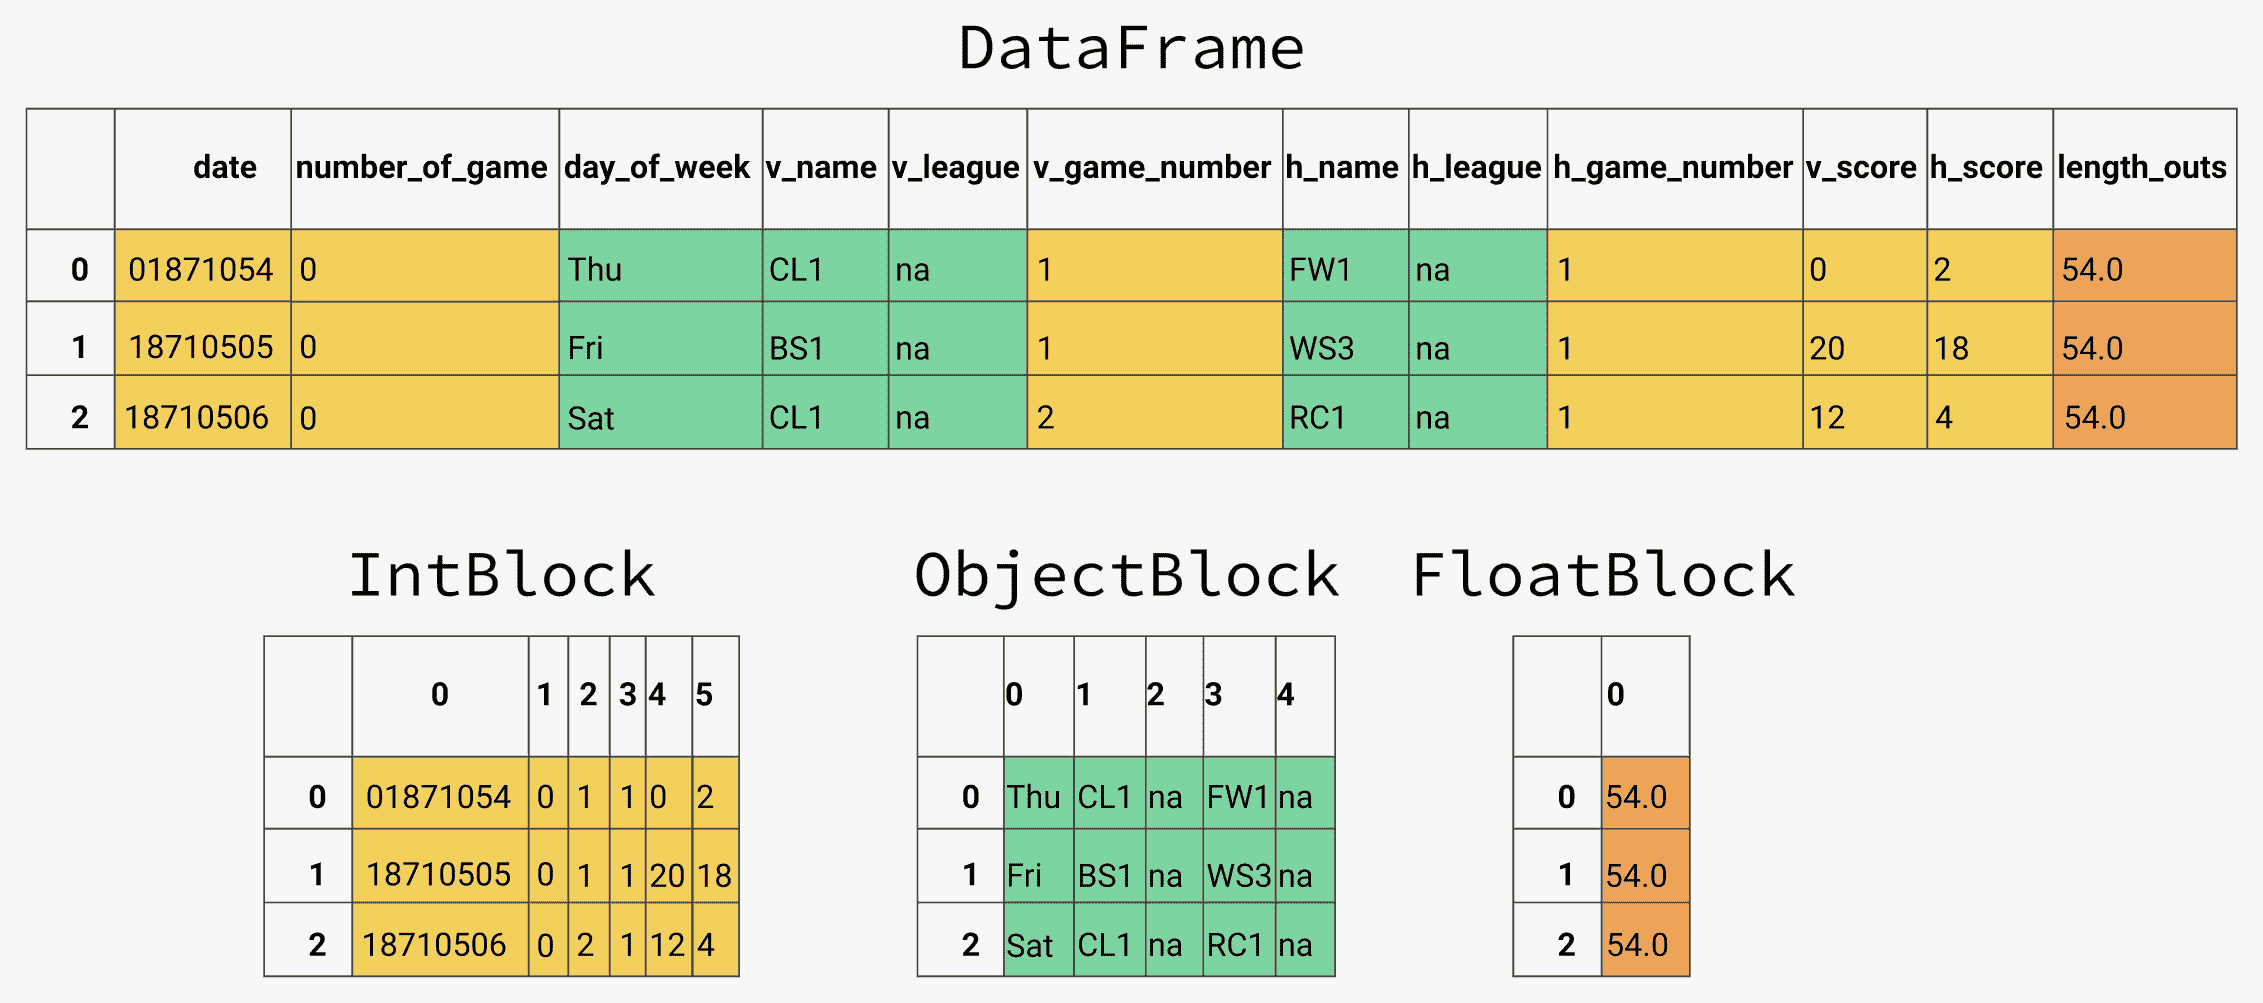 DataFrame
date number_of_game day_of_week v_name v_league v_game_number h_name h_league h_game_number v_score h_score length_outs
0 01871054 0 Thu CL1 na 1 FW1 na 1 0 2 54.0
1 18710505 0 Fri BS1 na 1 WS3 na 1 20 18 54.0
2 18710506 0 Sat CL1 na 2 RC1 na 1 12 4 54.0
IntBlock
0 1 2 3 4 5
0 01871054 0 1 1 0 2
1 18710505 0 1 1 20 18
2 18710506 0 2 1 12 4
ObjectBlock
0 1 2 3 4
0 Thu CL1 na FW1 na
1 Fri BS1 na WS3 na
2 Sat CL1 na RC1 na
FloatBlock
0
0 54.0
1 54.0
2 54.0